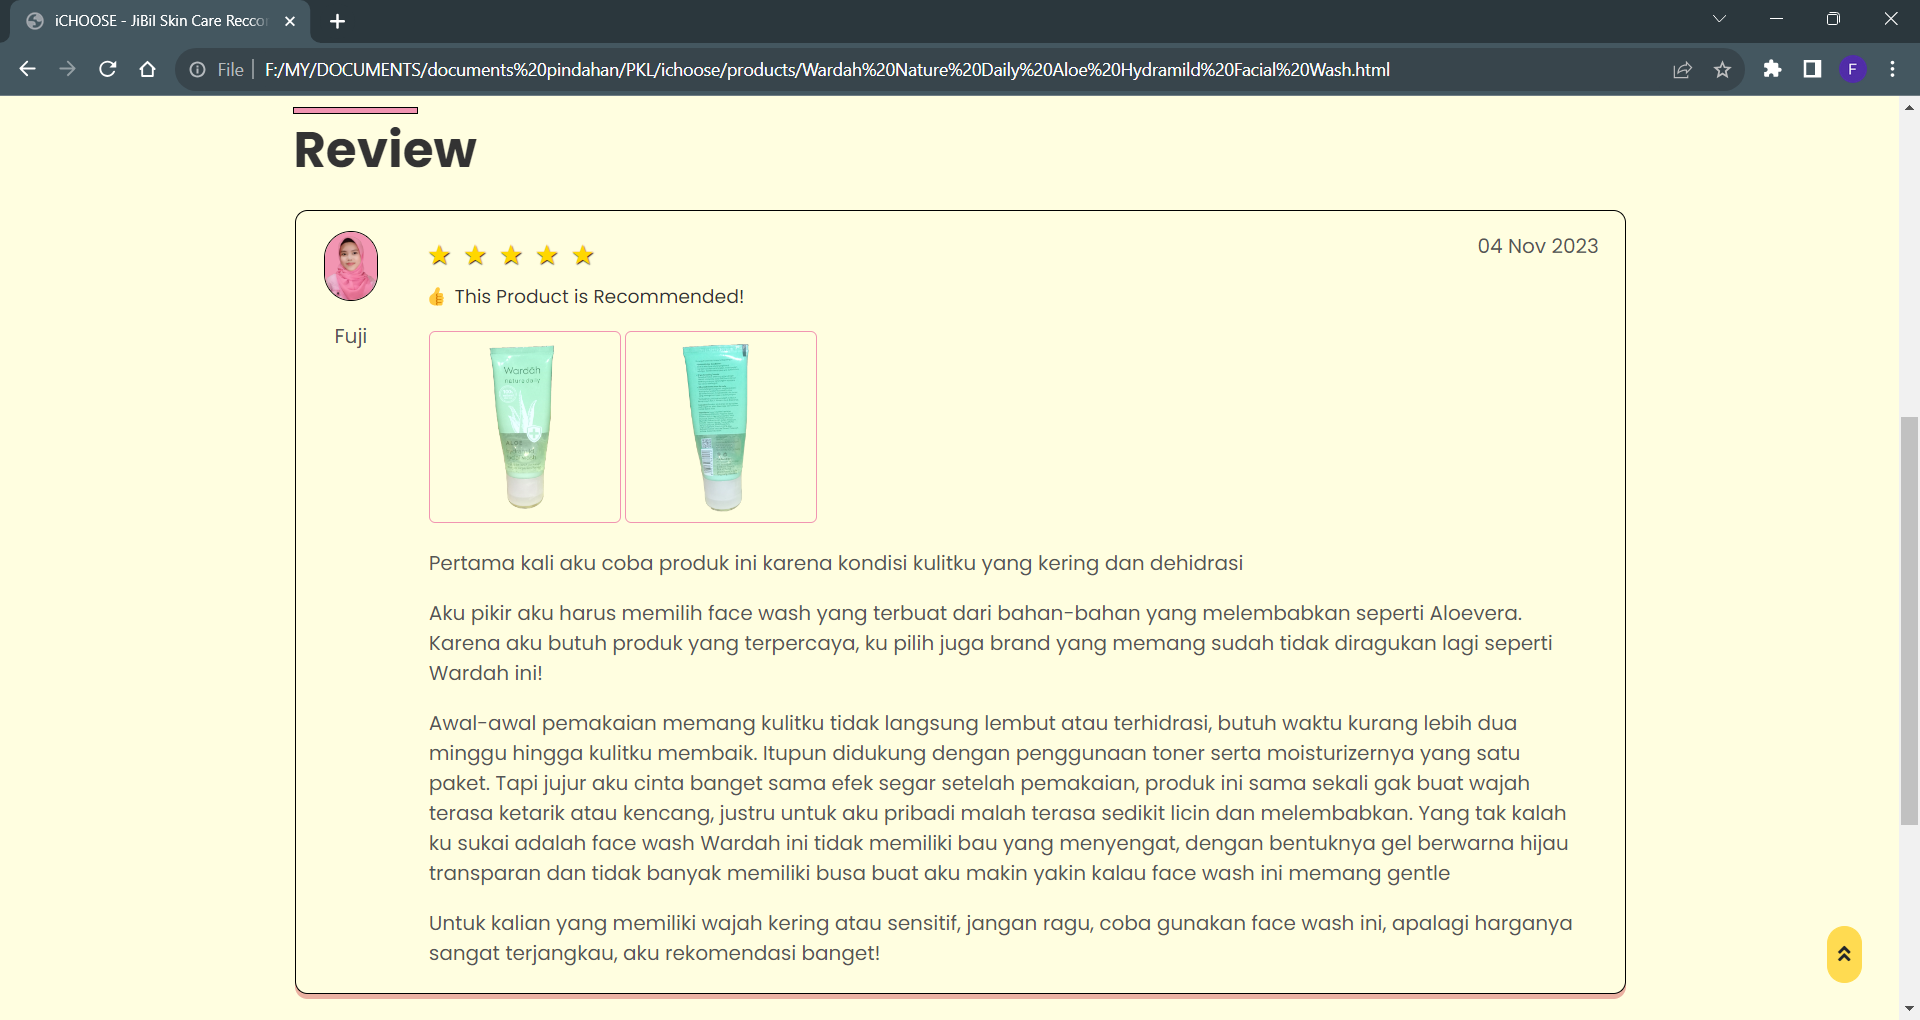 iCHOOSE - JiBil Skin Care Recco
File
F:/MY/DOCUMENTS/documents%20pindahan/PKL/ichoose/products/Wardah%20Nature%20Daily%20Aloe%20Hydramild%20Facial%20Wash.html
F
Review
04 Nov 2023
👍 This Product is Recommended!
Fuji
Wardah
nature daily
Pertama kali aku coba produk ini karena kondisi kulitku yang kering dan dehidrasi
Aku pikir aku harus memilih face wash yang terbuat dari bahan-bahan yang melembabkan seperti Aloevera.
Karena aku butuh produk yang terpercaya, ku pilih juga brand yang memang sudah tidak diragukan lagi seperti
Wardah ini!
Awal-awal pemakaian memang kulitku tidak langsung lembut atau terhidrasi, butuh waktu kurang lebih dua
minggu hingga kulitku membaik. Itupun didukung dengan penggunaan toner serta moisturizernya yang satu
paket. Tapi jujur aku cinta banget sama efek segar setelah pemakaian, produk ini sama sekali gak buat wajah
terasa ketarik atau kencang, justru untuk aku pribadi malah terasa sedikit licin dan melembabkan. Yang tak kalah
ku sukai adalah face wash Wardah ini tidak memiliki bau yang menyengat, dengan bentuknya gel berwarna hijau
transparan dan tidak banyak memiliki busa buat aku makin yakin kalau face wash ini memang gentle
Untuk kalian yang memiliki wajah kering atau sensitif, jangan ragu, coba gunakan face wash ini, apalagi harganya
sangat terjangkau, aku rekomendasi banget!